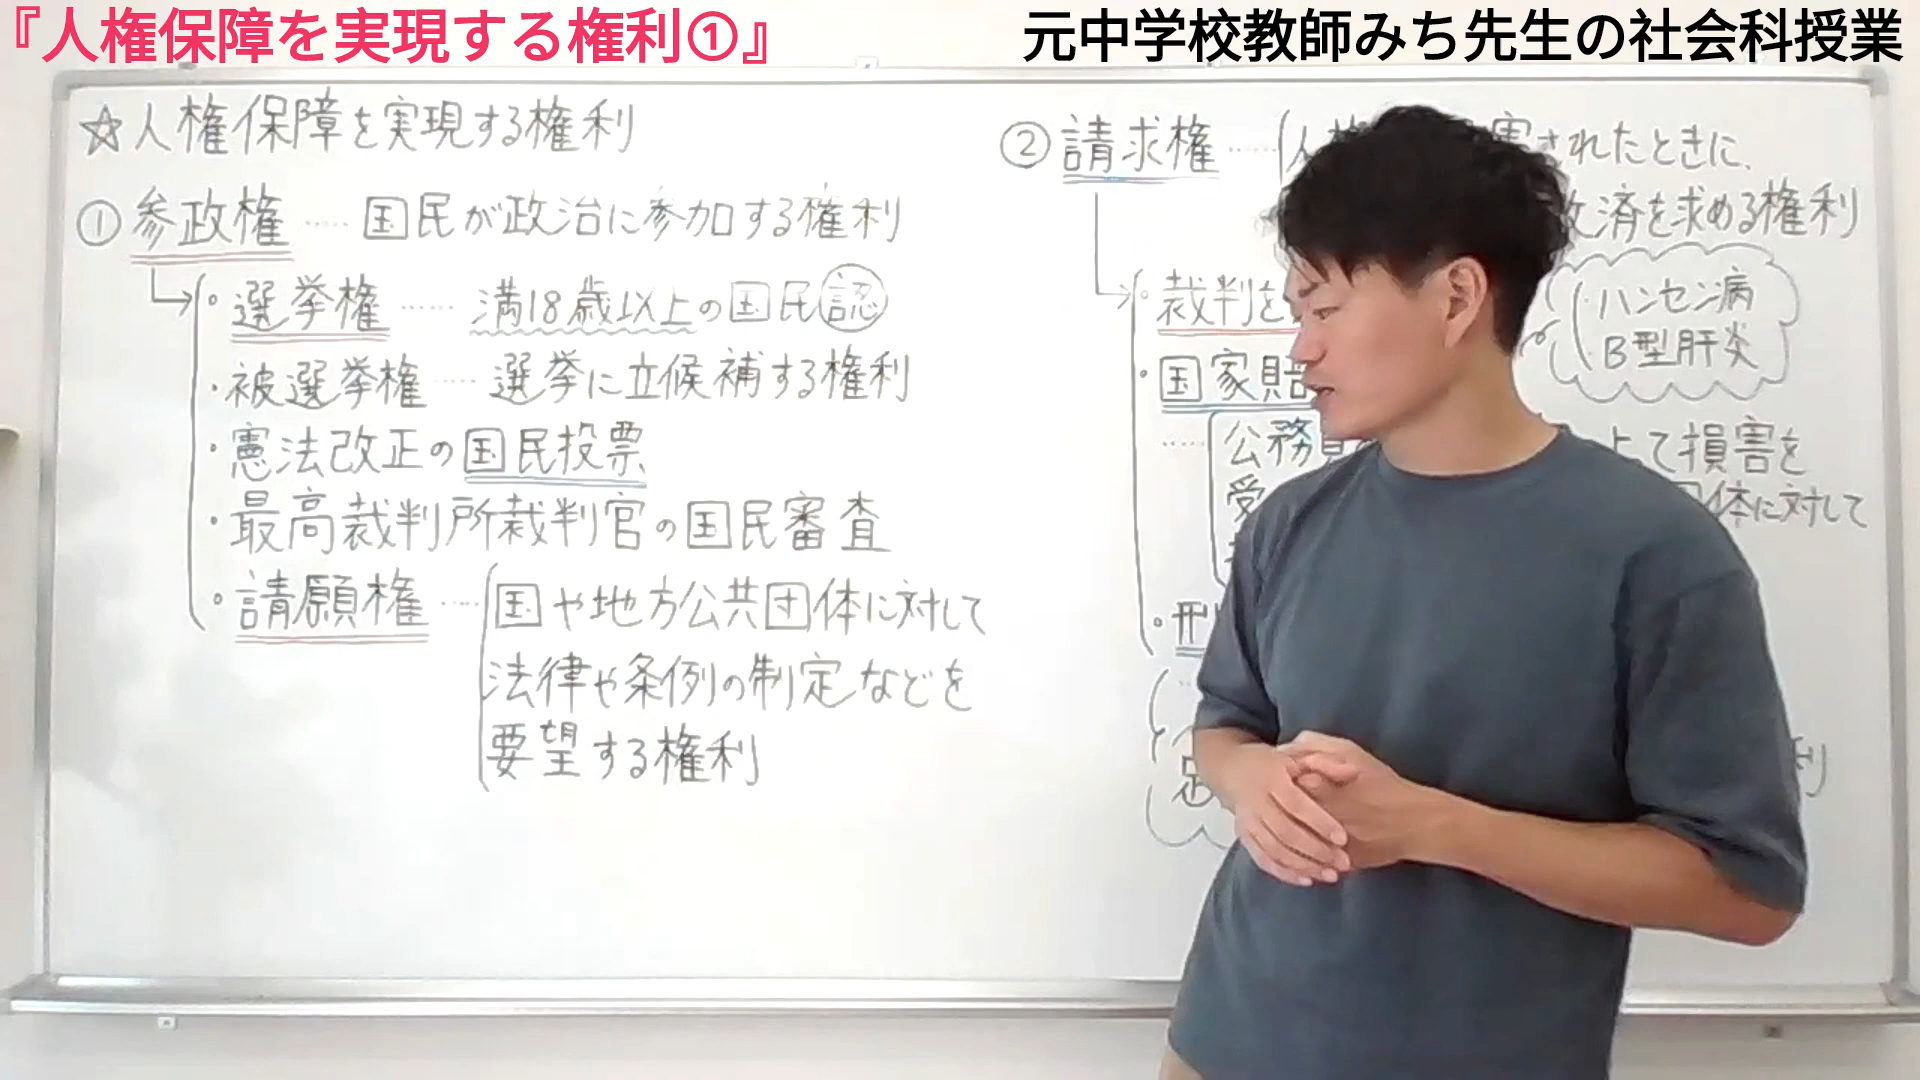 『人権保障を実現する権利①』
元中学校教師みち先生の社会科授業
☆人権保障を実現する権利
①参政権……国民が政治に参加する権利
・選挙権……満18歳以上の国民認
・被選挙権……選挙に立候補する権利
・憲法改正の国民投票
・最高裁判所裁判官の国民審査
・請願権……国や地方公共団体に対して
法律や条例の制定などを
要望する権利
②請求権……人 害されたときに、
済を求める権利
・裁判を
ハンセン病
B型肝炎
・国家賠
……公務員 て損害を
受 体に対して
・刑
利